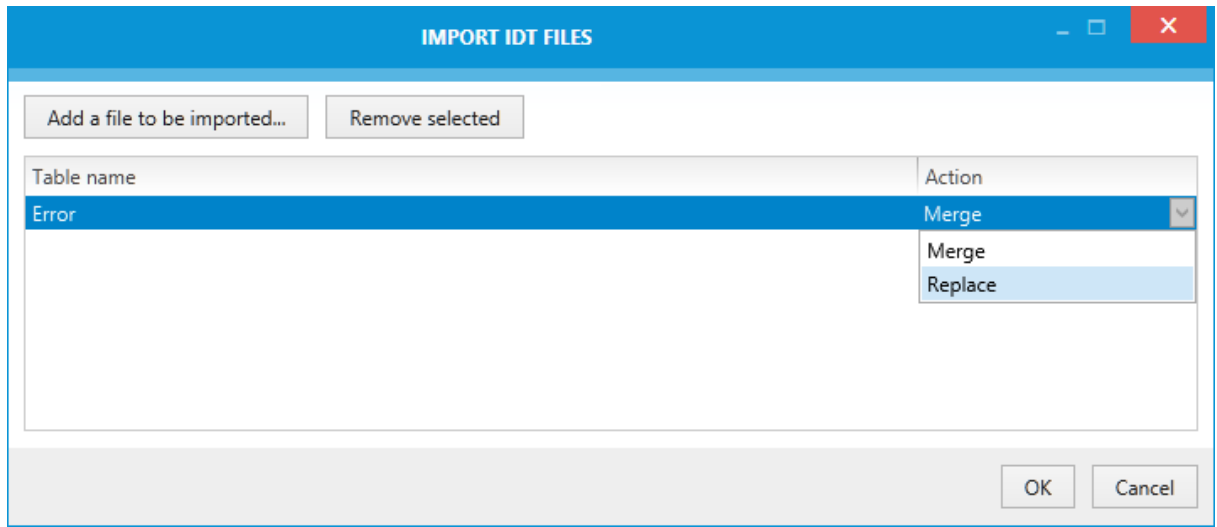 IMPORT IDT FILES
Add a file to be imported... Remove selected
Table name Action
Error Merge
Merge
Replace
OK Cancel